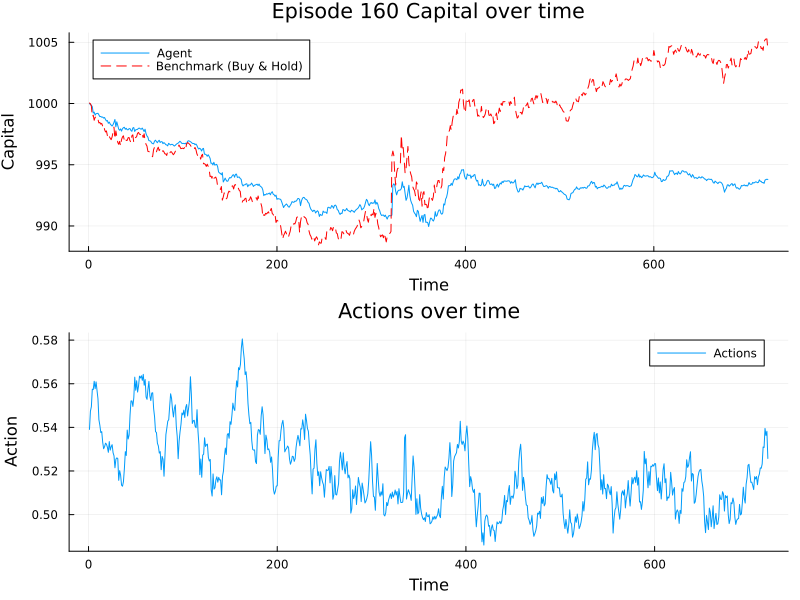 Episode 160 Capital over time
1005
1000
995
990
Capital
Agent
Benchmark (Buy & Hold)
0 200 400 600
Time
Actions over time
0.58
0.56
0.54
0.52
0.50
Action
Actions
0 200 400 600
Time